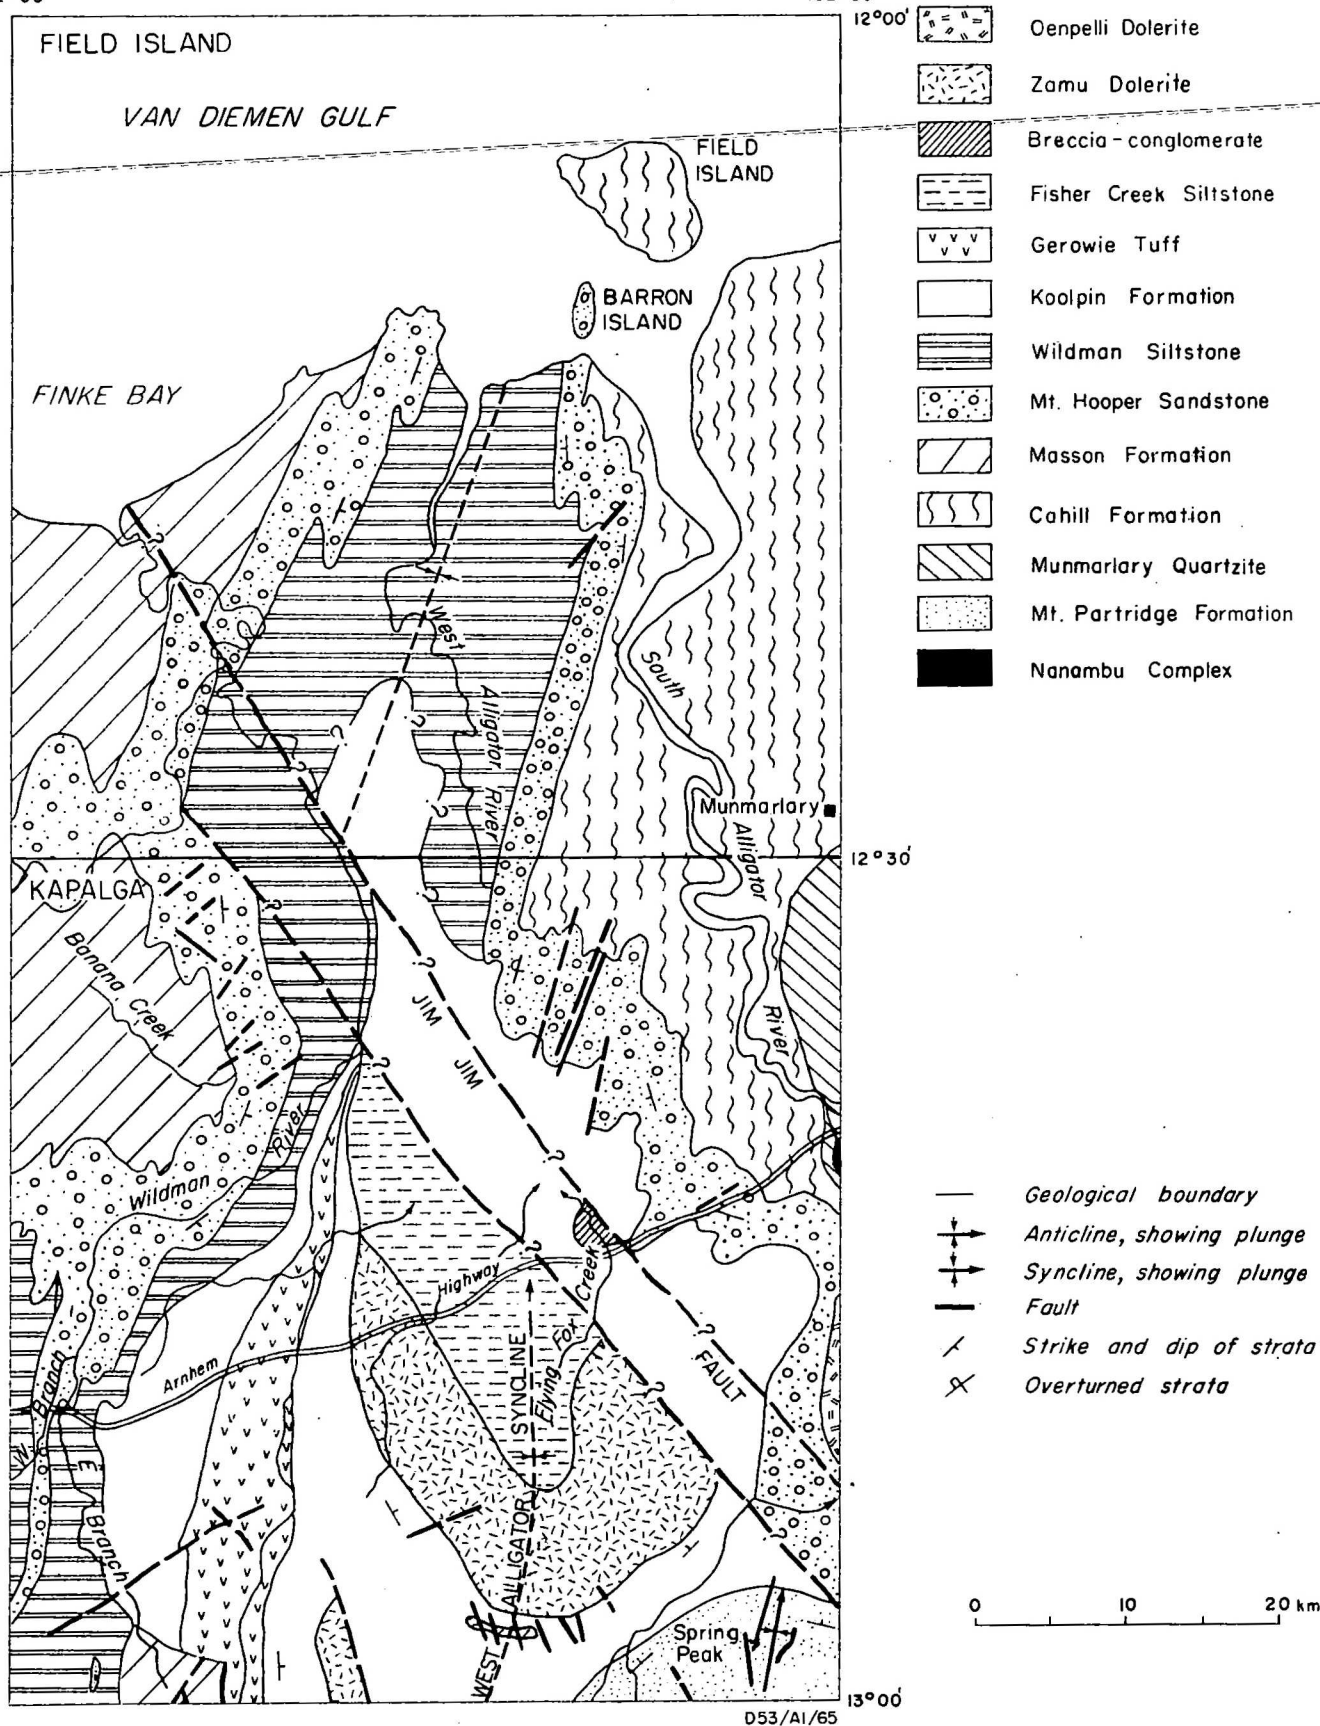 12°00'
FIELD ISLAND
VAN DIEMEN GULF
FIELD
ISLAND
BARRON
ISLAND
FINKE BAY
West
Alligator
River
South
Alligator
River
Munmarlary
12°30'
KAPALGA
Banana Creek
JIM
JIM
FAULT
Wildman
River
Highway
Arnhem
Flying Fox Creek
WEST ALLIGATOR SYNCLINE
W Branch
E Branch
Spring
Peak
13°00'
D53/A1/65
? ? ? ? ? ? ? ? ? ? ? ? ? ? ? ?
Oenpelli Dolerite
Zamu Dolerite
Breccia-conglomerate
Fisher Creek Siltstone
Gerowie Tuff
Koolpin Formation
Wildman Siltstone
Mt. Hooper Sandstone
Masson Formation
Cahill Formation
Munmarlary Quartzite
Mt. Partridge Formation
Nanambu Complex
Geological boundary
Anticline, showing plunge
Syncline, showing plunge
Fault
Strike and dip of strata
Overturned strata
0 10 20 km